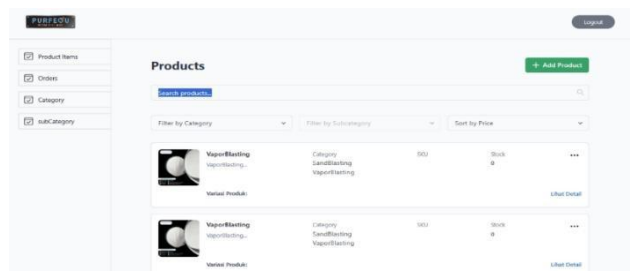 PURFEQU
Logout
Product Items
Orders
Category
subCategory
Products
+ Add Product
Search products...
Filter by Category
Filter by Subcategory
Sort by Price
VaporBlasting
VaporBlasting...
Category
SandBlasting
VaporBlasting
SKU
Stock
0
Variasi Produk:
Lihat Detail
VaporBlasting
VaporBlasting...
Category
SandBlasting
VaporBlasting
SKU
Stock
0
Variasi Produk:
Lihat Detail